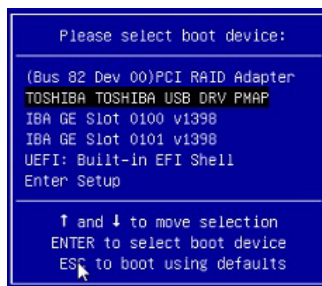 Please select boot device:
(Bus 82 Dev 00)PCI RAID Adapter
TOSHIBA TOSHIBA USB DRV PMAP
IBA GE Slot 0100 v1398
IBA GE Slot 0101 v1398
UEFI: Built-in EFI Shell
Enter Setup
↑ and ↓ to move selection
ENTER to select boot device
ESC to boot using defaults